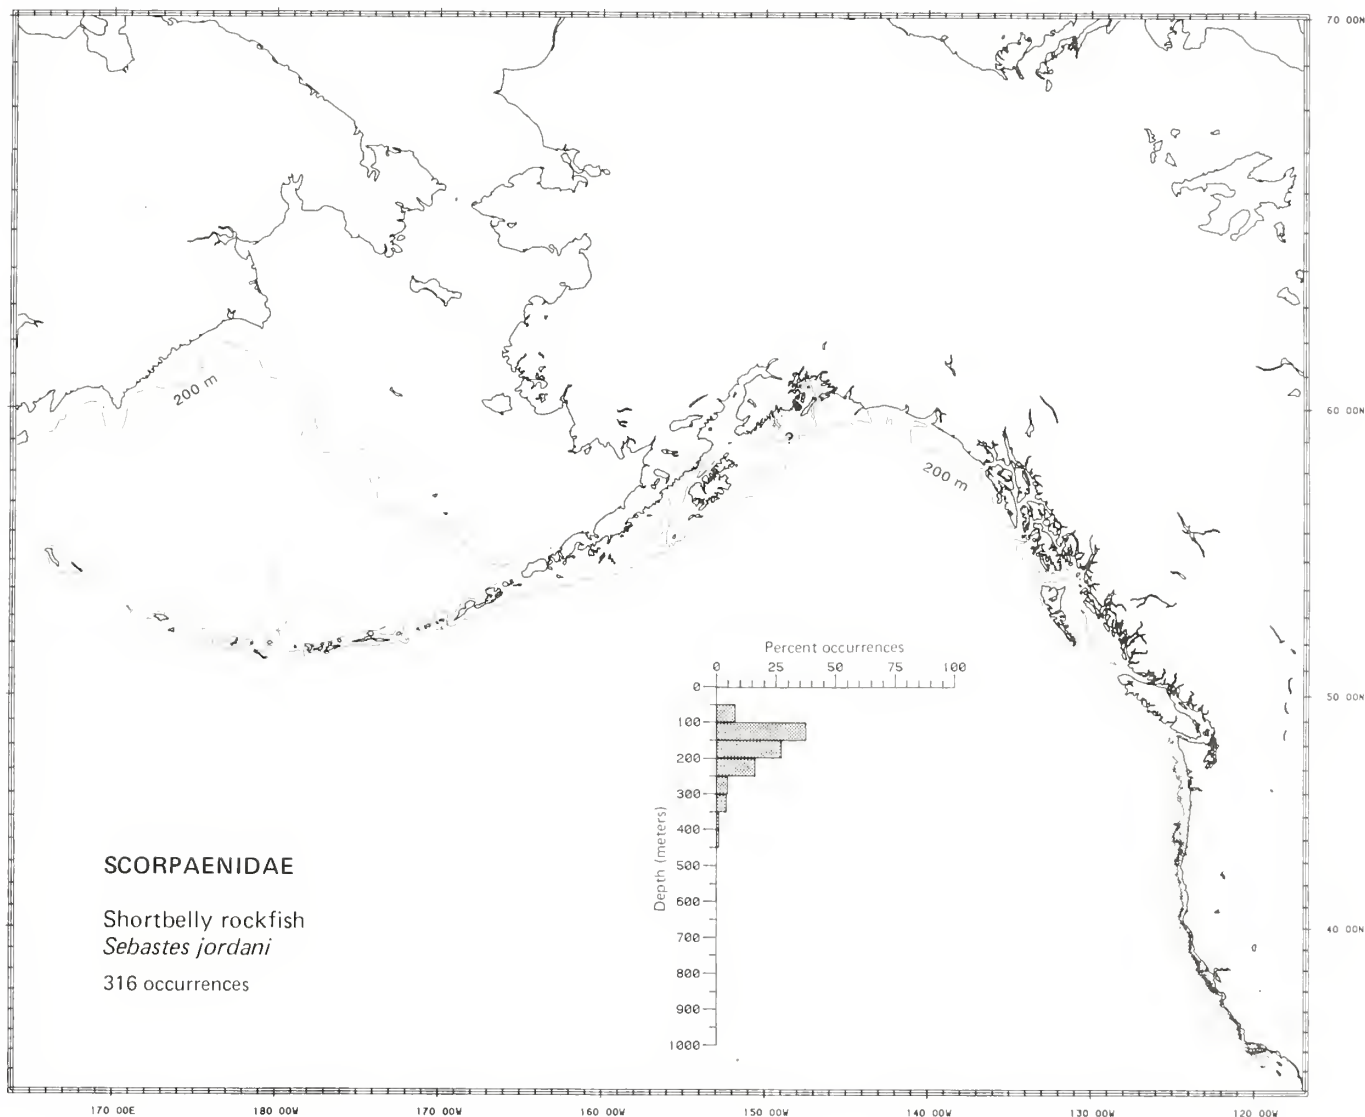 70 00N
200 m
60 00N
?
200 m
Percent occurrences
0 25 50 75 100
0
50 00N
100
200
300
Depth (meters)
400
SCORPAENIDAE
500
600
Shortbelly rockfish
40 00N
Sebastes jordani
700
316 occurrences
800
900
1000
170 00E 180 00W 170 00W 160 00W 150 00W 140 00W 130 00W 120 00W